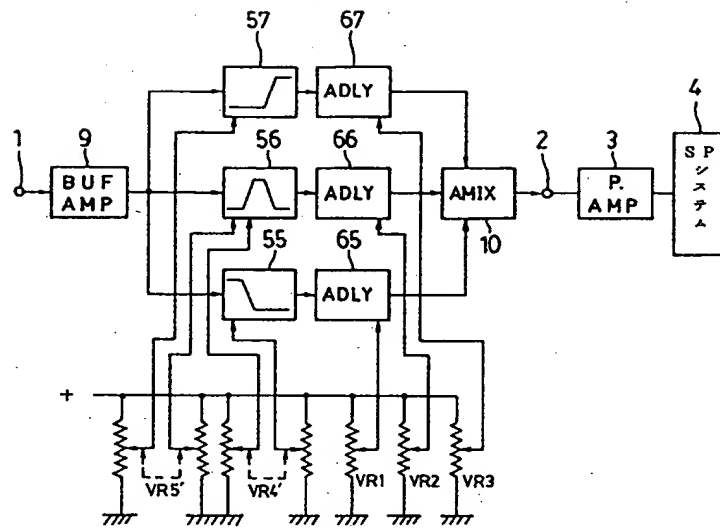 57
67
4
ADLY
1
9
56
66
2
3
SP
システム
BUF
AMP
ADLY
AMIX
P.
AMP
10
55
65
ADLY
+
VR5'
VR4'
VR1
VR2
VR3